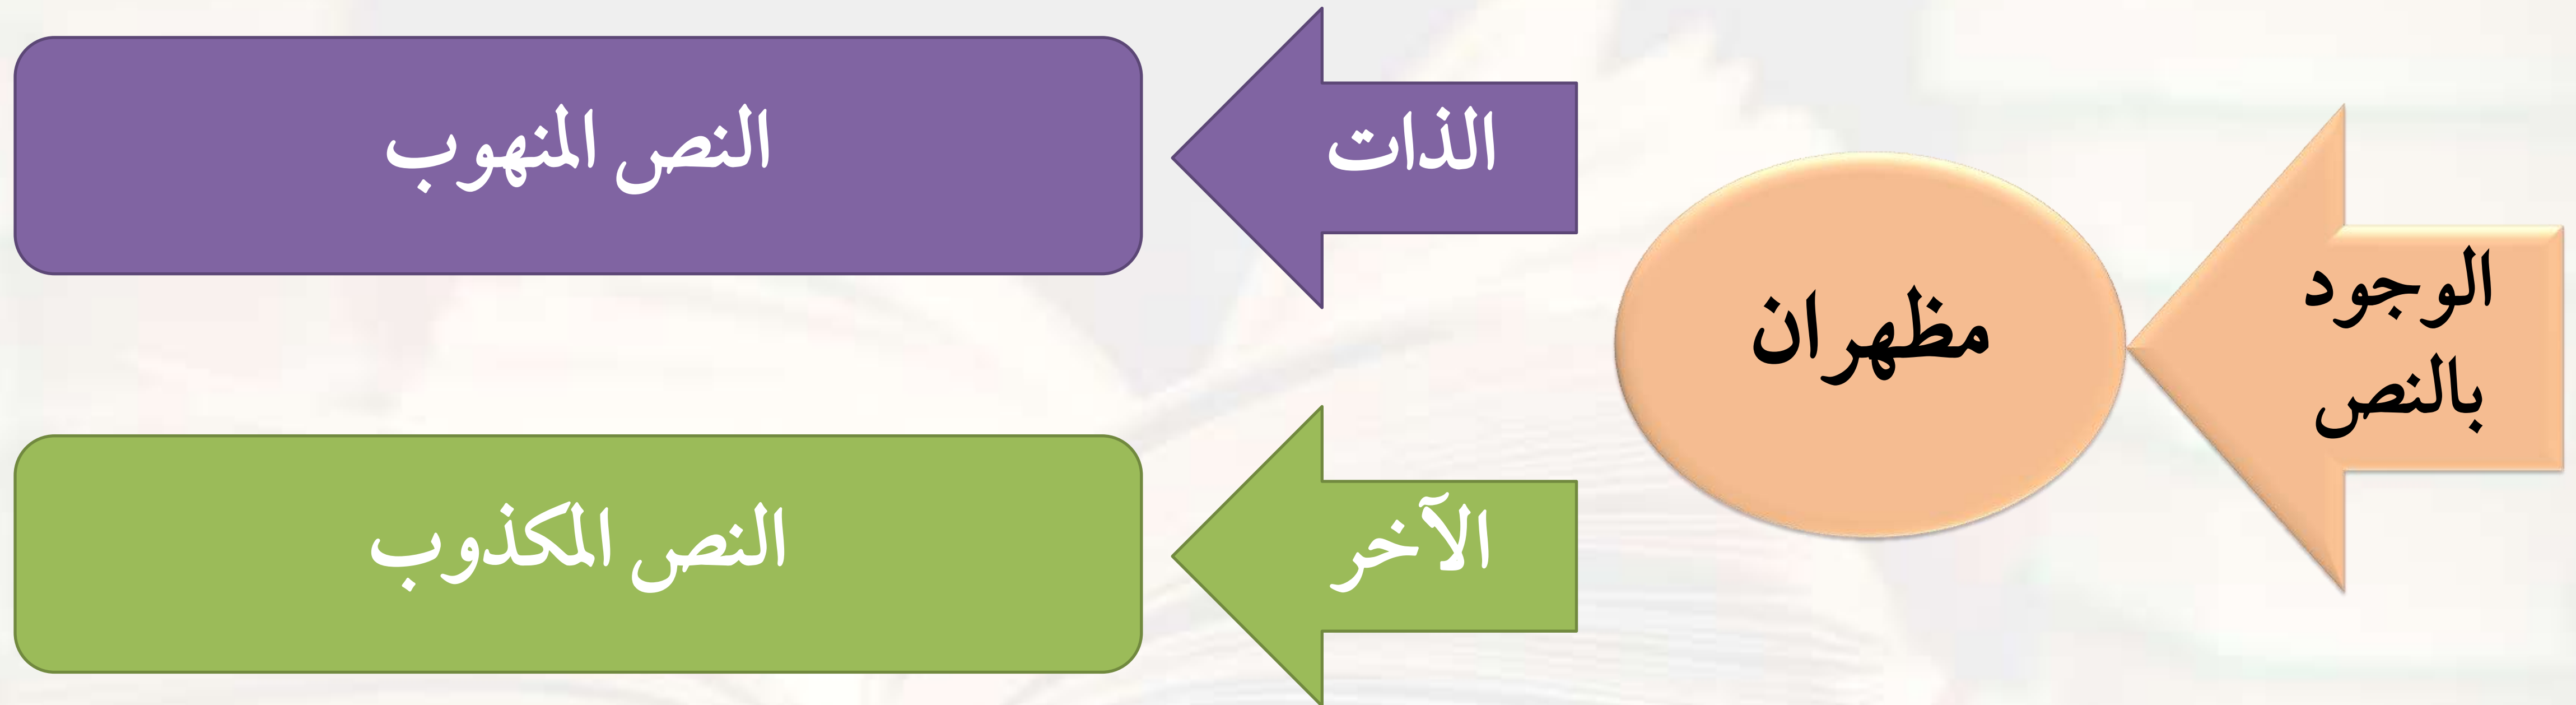 الوجود
بالنص
مظهران
الذات
النص المنهوب
الآخر
النص المكذوب